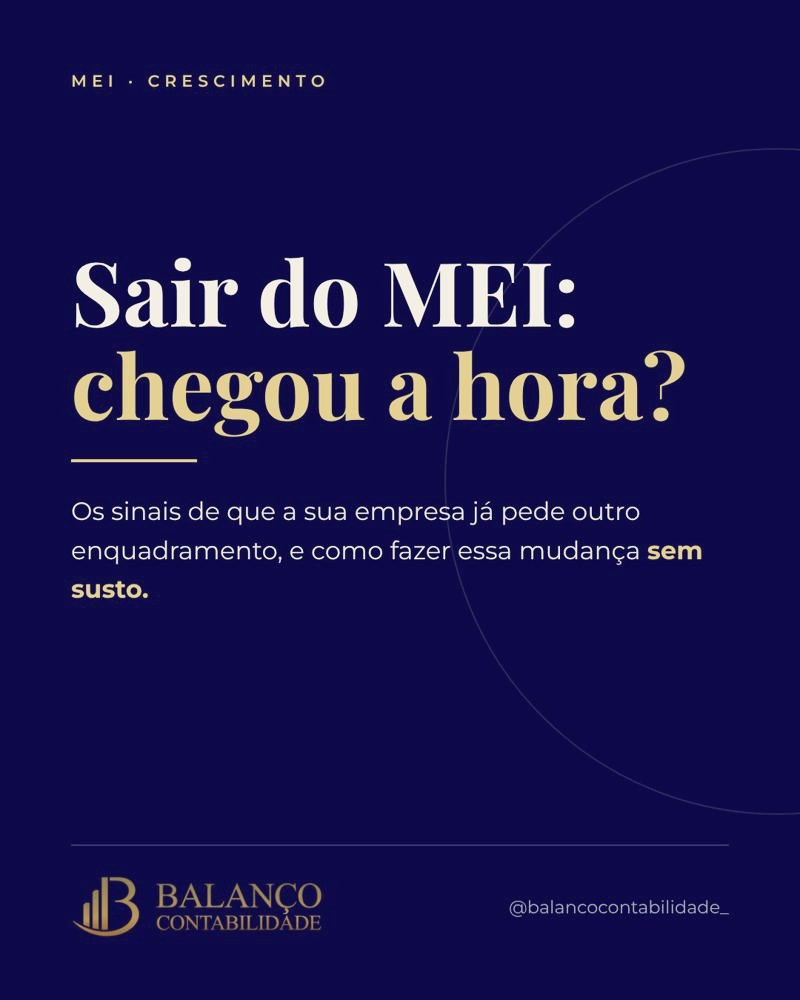 MEI · CRESCIMENTO
Sair do MEI:
chegou a hora?
Os sinais de que a sua empresa já pede outro
enquadramento, e como fazer essa mudança sem
susto.
BALANÇO
CONTABILIDADE
@balancocontabilidade_